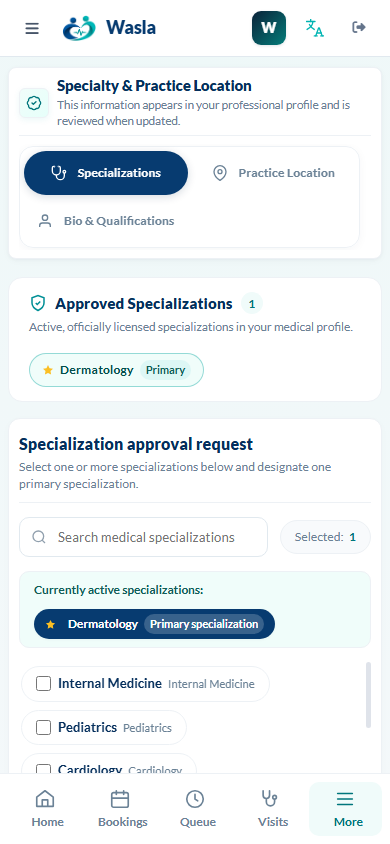 Wasla
W
Specialty & Practice Location
This information appears in your professional profile and is
reviewed when updated.
Specializations
Practice Location
Bio & Qualifications
Approved Specializations 1
Active, officially licensed specializations in your medical profile.
Dermatology Primary
Specialization approval request
Select one or more specializations below and designate one
primary specialization.
Search medical specializations
Selected: 1
Currently active specializations:
Dermatology Primary specialization
Internal Medicine Internal Medicine
Pediatrics Pediatrics
Cardiology Cardiology
Home Bookings Queue Visits More